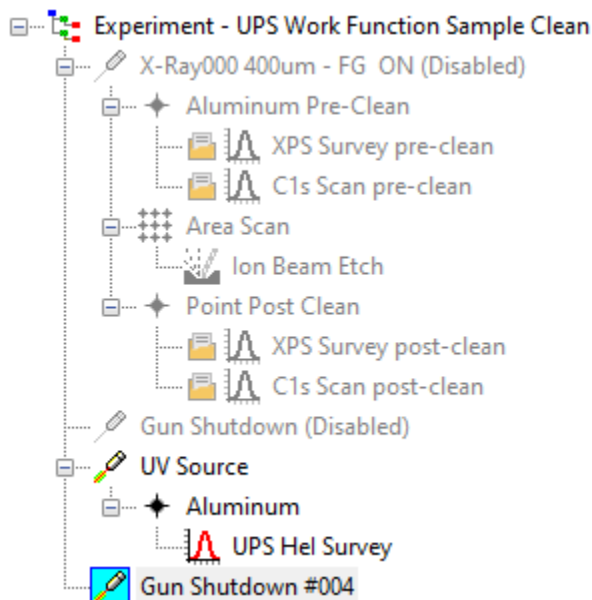 Experiment - UPS Work Function Sample Clean
X-Ray000 400um - FG ON (Disabled)
Aluminum Pre-Clean
XPS Survey pre-clean
C1s Scan pre-clean
Area Scan
Ion Beam Etch
Point Post Clean
XPS Survey post-clean
C1s Scan post-clean
Gun Shutdown (Disabled)
UV Source
Aluminum
UPS HeI Survey
Gun Shutdown #004